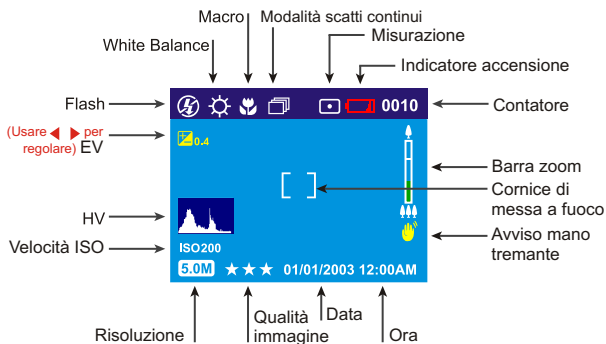 Macro
Modalità scatti continui
White Balance
Misurazione
Indicatore accensione
Flash
0010
Contatore
(Usare per
regolare) EV
0.4
Barra zoom
Cornice di
messa a fuoco
HV
Avviso mano
tremante
Velocità ISO
ISO200
5.0M
01/01/2003 12:00AM
Risoluzione
Qualità
immagine
Data
Ora